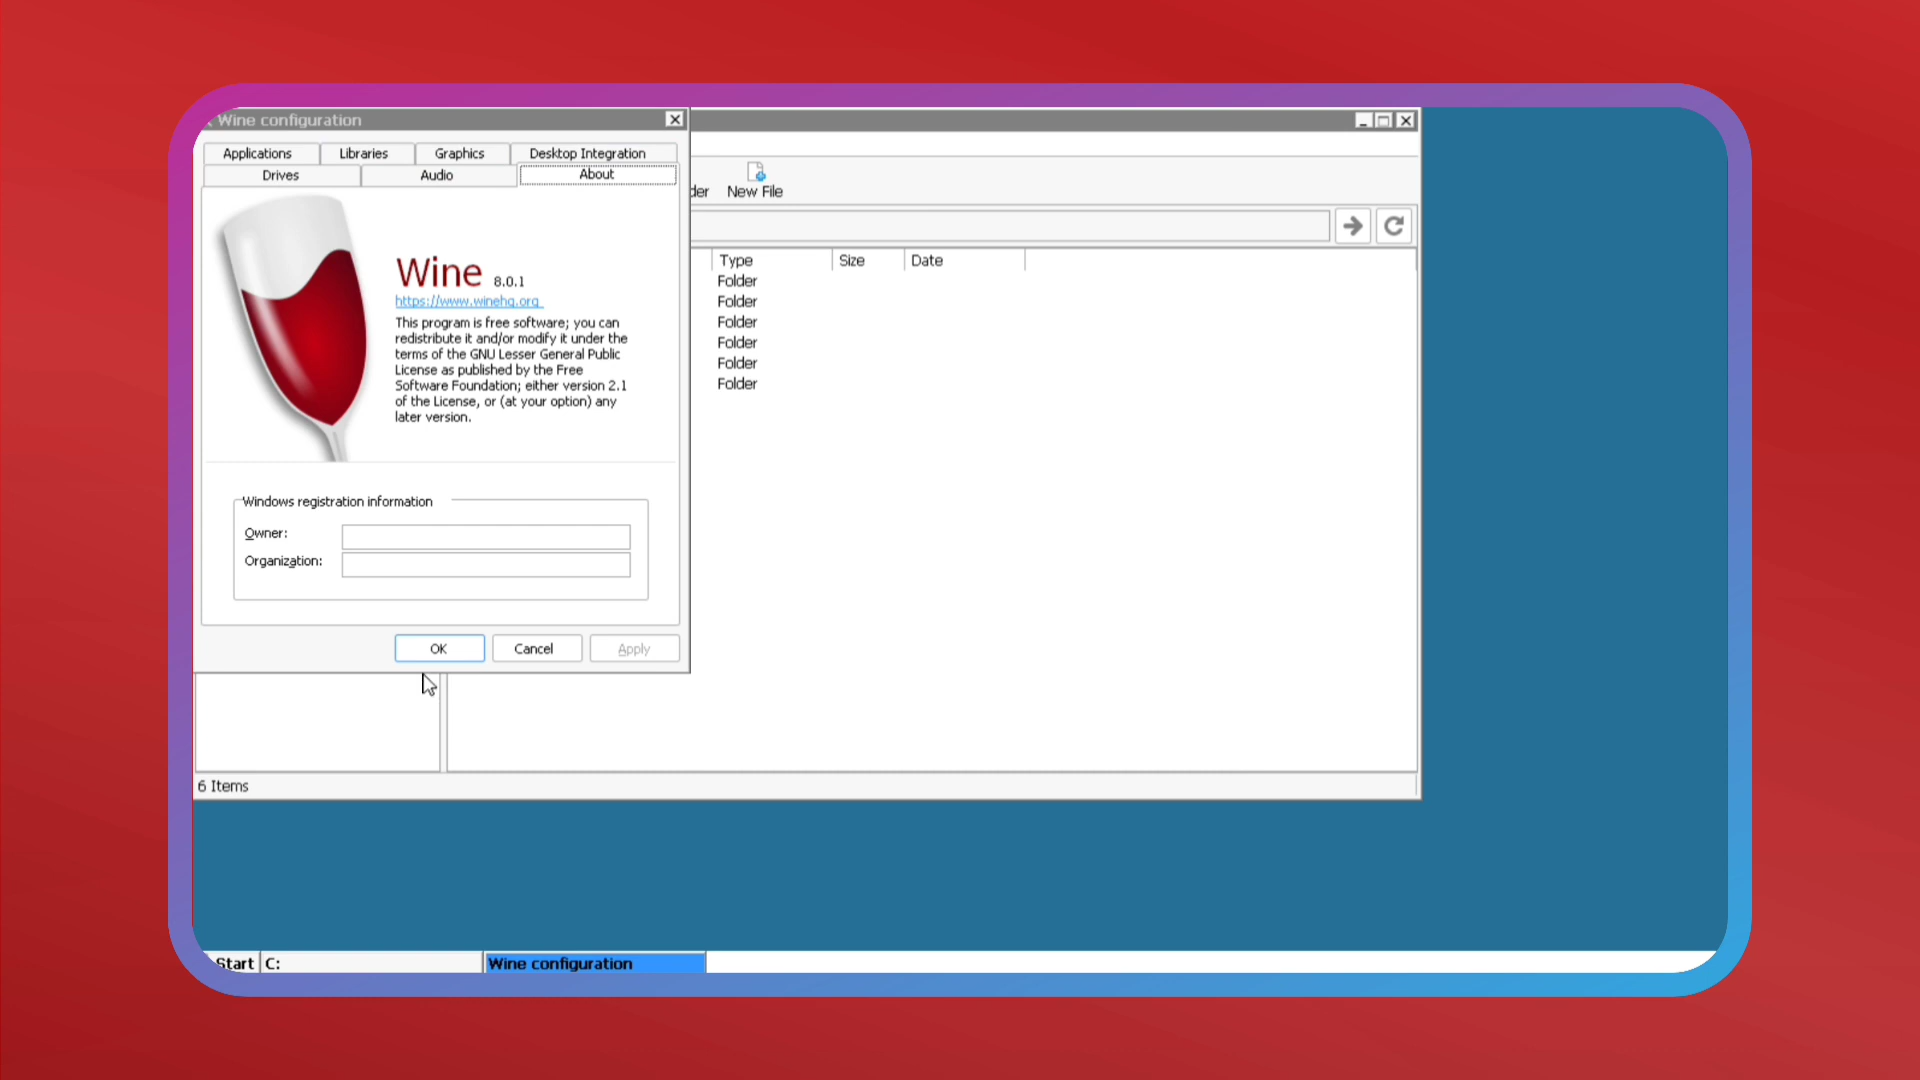 Wine configuration
Applications
Libraries
Graphics
Desktop Integration
Drives
Audio
About
Wine 8.0.1
https://www.winehq.org
This program is free software; you can
redistribute it and/or modify it under the
terms of the GNU Lesser General Public
License as published by the Free
Software Foundation; either version 2.1
of the License, or (at your option) any
later version.
Windows registration information
Owner:
Organization:
OK
Cancel
Apply
der
New File
Type
Size
Date
Folder
Folder
Folder
Folder
Folder
Folder
6 Items
Start
C:
Wine configuration